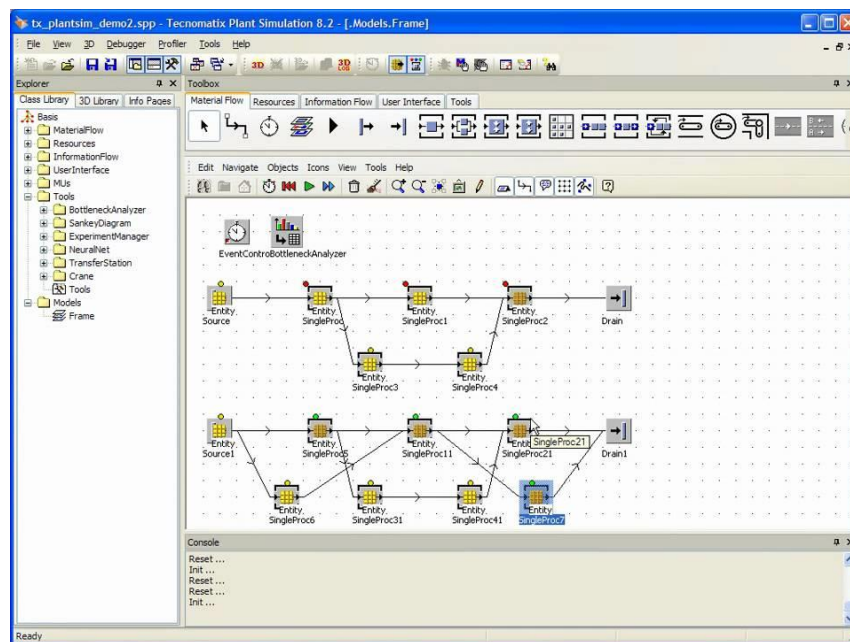 tx_plantsim_demo2.spp - Tecnomatix Plant Simulation 8.2 - [.Models.Frame]
File View 3D Debugger Profiler Tools Help
Explorer
Toolbox
Class Library 3D Library Info Pages
Material Flow Resources Information Flow User Interface Tools
Basis
MaterialFlow
Resources
InformationFlow
UserInterface
MUs
Tools
BottleneckAnalyzer
SankeyDiagram
ExperimentManager
NeuralNet
TransferStation
Crane
Tools
Models
Frame
Edit Navigate Objects Icons View Tools Help
EventContro BottleneckAnalyzer
Entity Entity Entity Entity
Source SingleProc SingleProc1 SingleProc2 Drain
Entity Entity
SingleProc3 SingleProc4
Entity Entity Entity Entity SingleProc21
Source1 SingleProc5 SingleProc11 SingleProc21 Drain1
Entity Entity Entity Entity
SingleProc6 SingleProc31 SingleProc41 SingleProc7
Console
Reset ...
Init ...
Reset ...
Reset ...
Init ...
Ready